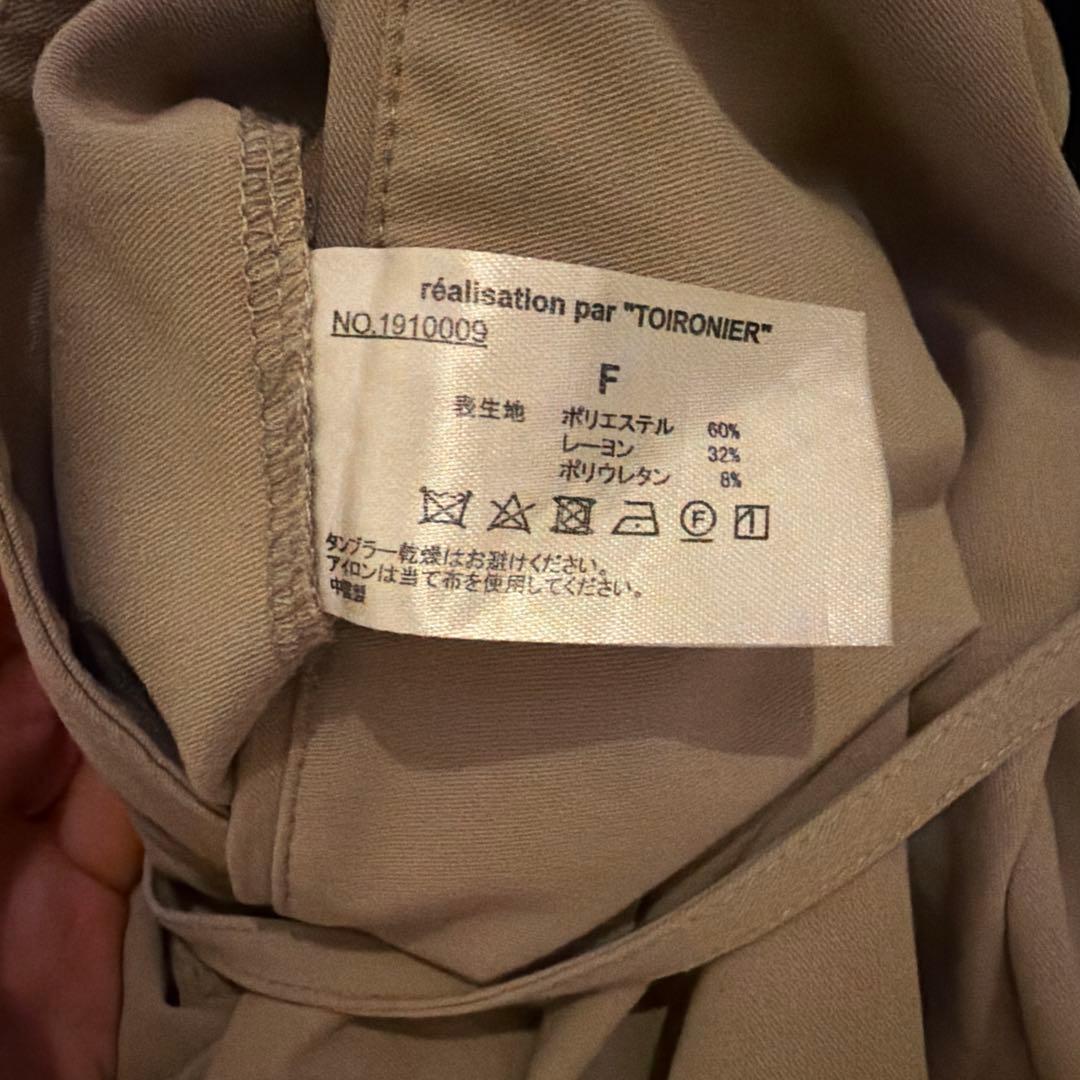 réalisation par "TOIRONIER"
NO.1910009
F
表生地 ポリエステル 60%
レーヨン 32%
ポリウレタン 8%
F
タンブラー乾燥はお避けください。
アイロンは当て布を使用してください。
中国製